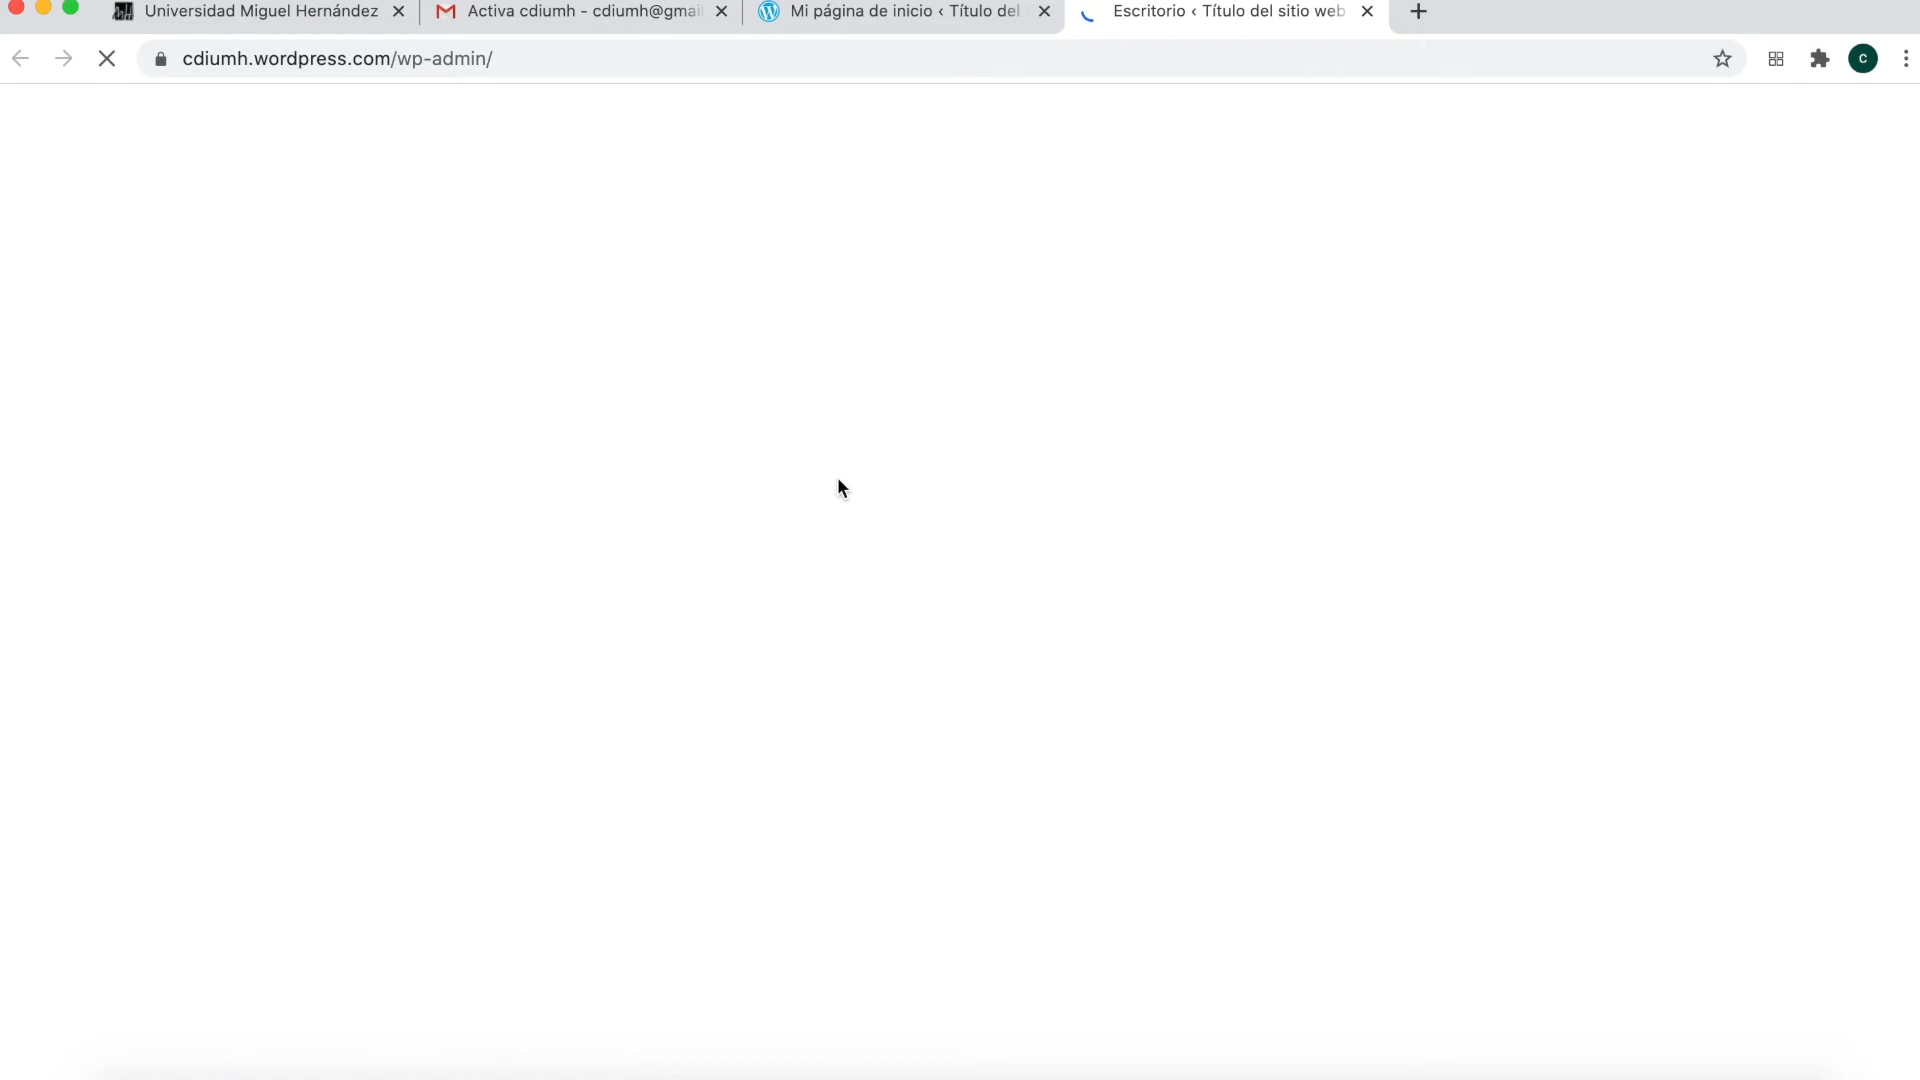 Universidad Miguel Hernández
Activa cdiumh - cdiumh@gmail
Mi página de inicio ‹ Título del
Escritorio ‹ Título del sitio web
cdiumh.wordpress.com/wp-admin/
C